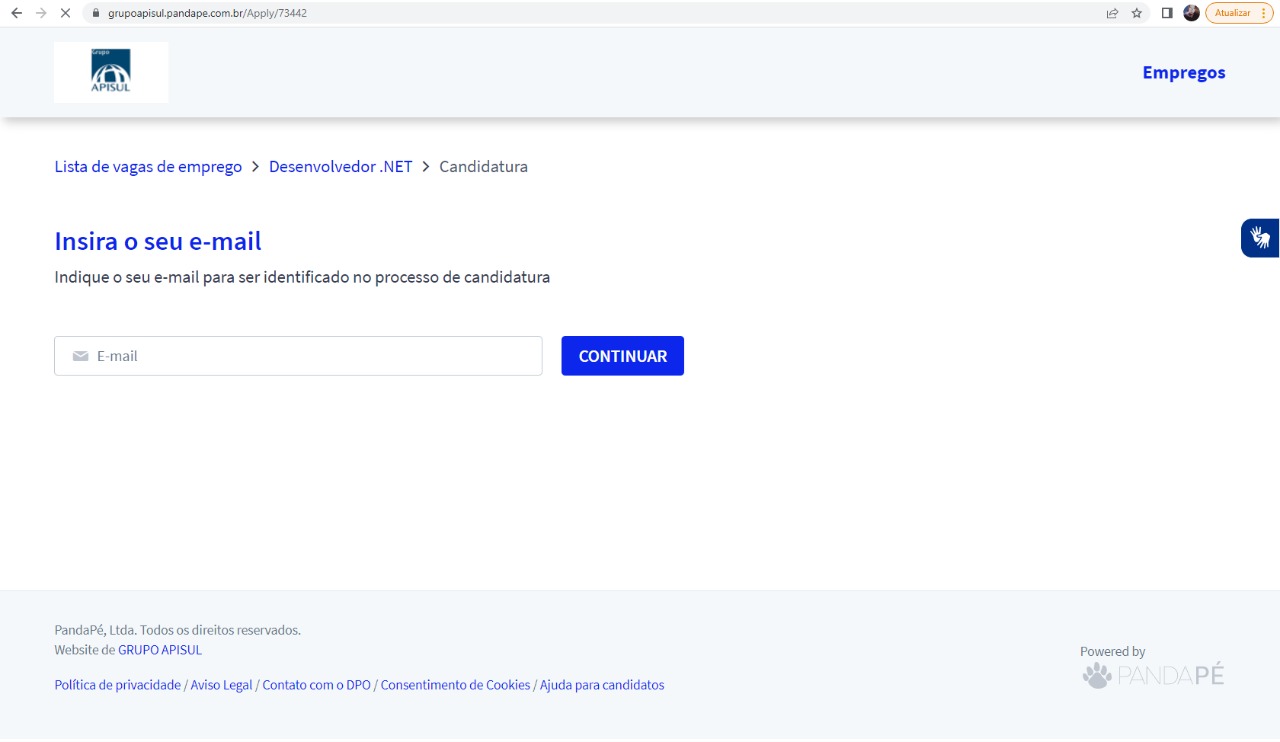 grupoapisul.pandape.com.br/Apply/73442
Atualizar
Grupo
APISUL
Empregos
Lista de vagas de emprego > Desenvolvedor .NET > Candidatura
Insira o seu e-mail
Indique o seu e-mail para ser identificado no processo de candidatura
E-mail
CONTINUAR
PandaPé, Ltda. Todos os direitos reservados.
Website de GRUPO APISUL
Política de privacidade / Aviso Legal / Contato com o DPO / Consentimento de Cookies / Ajuda para candidatos
Powered by
PANDAPÉ